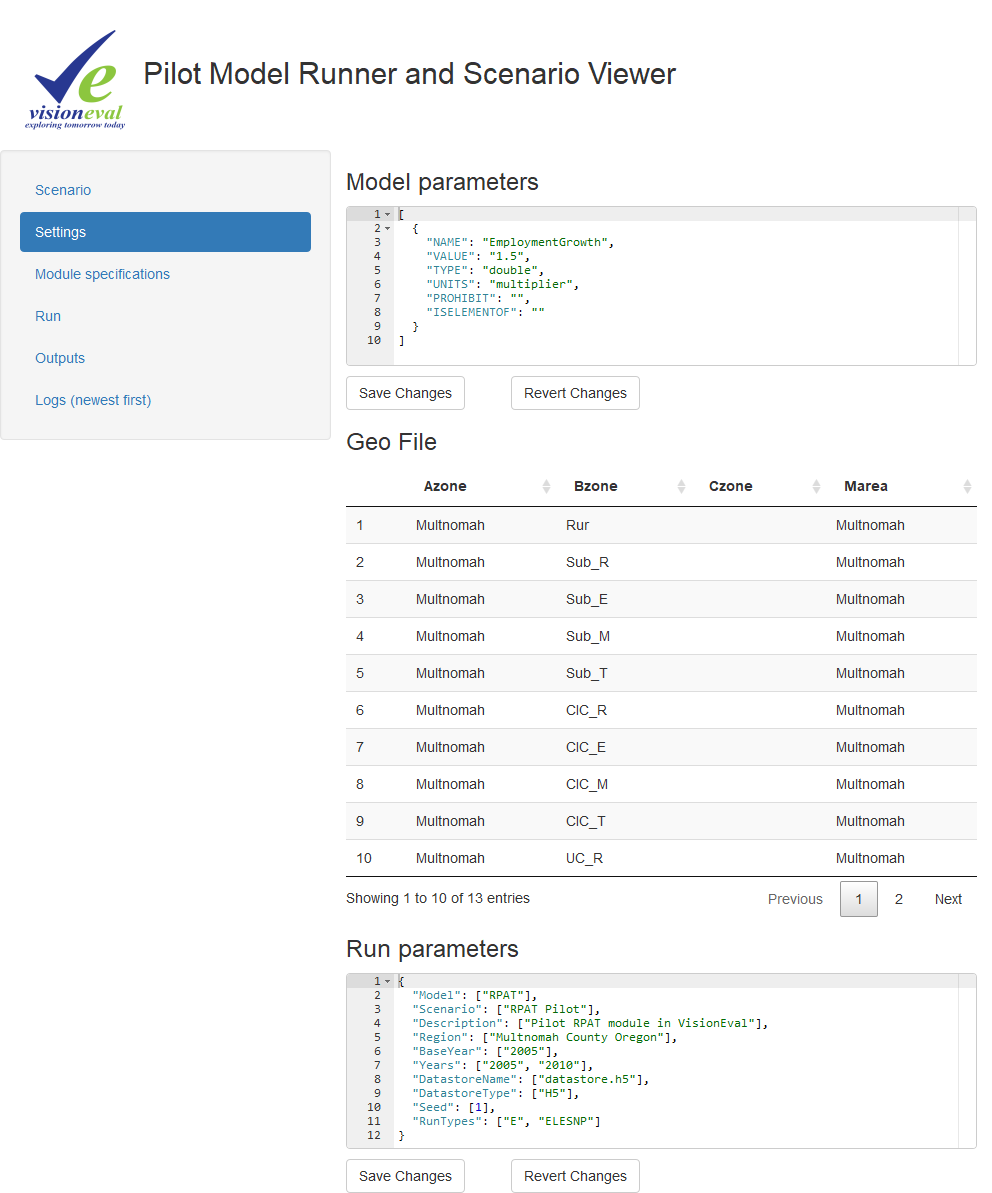 Pilot Model Runner and Scenario Viewer
visioneval
exploring tomorrow today
Scenario
Settings
Module specifications
Run
Outputs
Logs (newest first)
Model parameters
1 [
2 {
3 "NAME": "EmploymentGrowth",
4 "VALUE": "1.5",
5 "TYPE": "double",
6 "UNITS": "multiplier",
7 "PROHIBIT": "",
8 "ISELEMENTOF": ""
9 }
10 ]
Save Changes Revert Changes
Geo File
Azone Bzone Czone Marea
1 Multnomah Rur Multnomah
2 Multnomah Sub_R Multnomah
3 Multnomah Sub_E Multnomah
4 Multnomah Sub_M Multnomah
5 Multnomah Sub_T Multnomah
6 Multnomah CIC_R Multnomah
7 Multnomah CIC_E Multnomah
8 Multnomah CIC_M Multnomah
9 Multnomah CIC_T Multnomah
10 Multnomah UC_R Multnomah
Showing 1 to 10 of 13 entries Previous 1 2 Next
Run parameters
1 {
2 "Model": ["RPAT"],
3 "Scenario": ["RPAT Pilot"],
4 "Description": ["Pilot RPAT module in VisionEval"],
5 "Region": ["Multnomah County Oregon"],
6 "BaseYear": ["2005"],
7 "Years": ["2005", "2010"],
8 "DatastoreName": ["datastore.h5"],
9 "DatastoreType": ["H5"],
10 "Seed": [1],
11 "RunTypes": ["E", "ELESNP"]
12 }
Save Changes Revert Changes